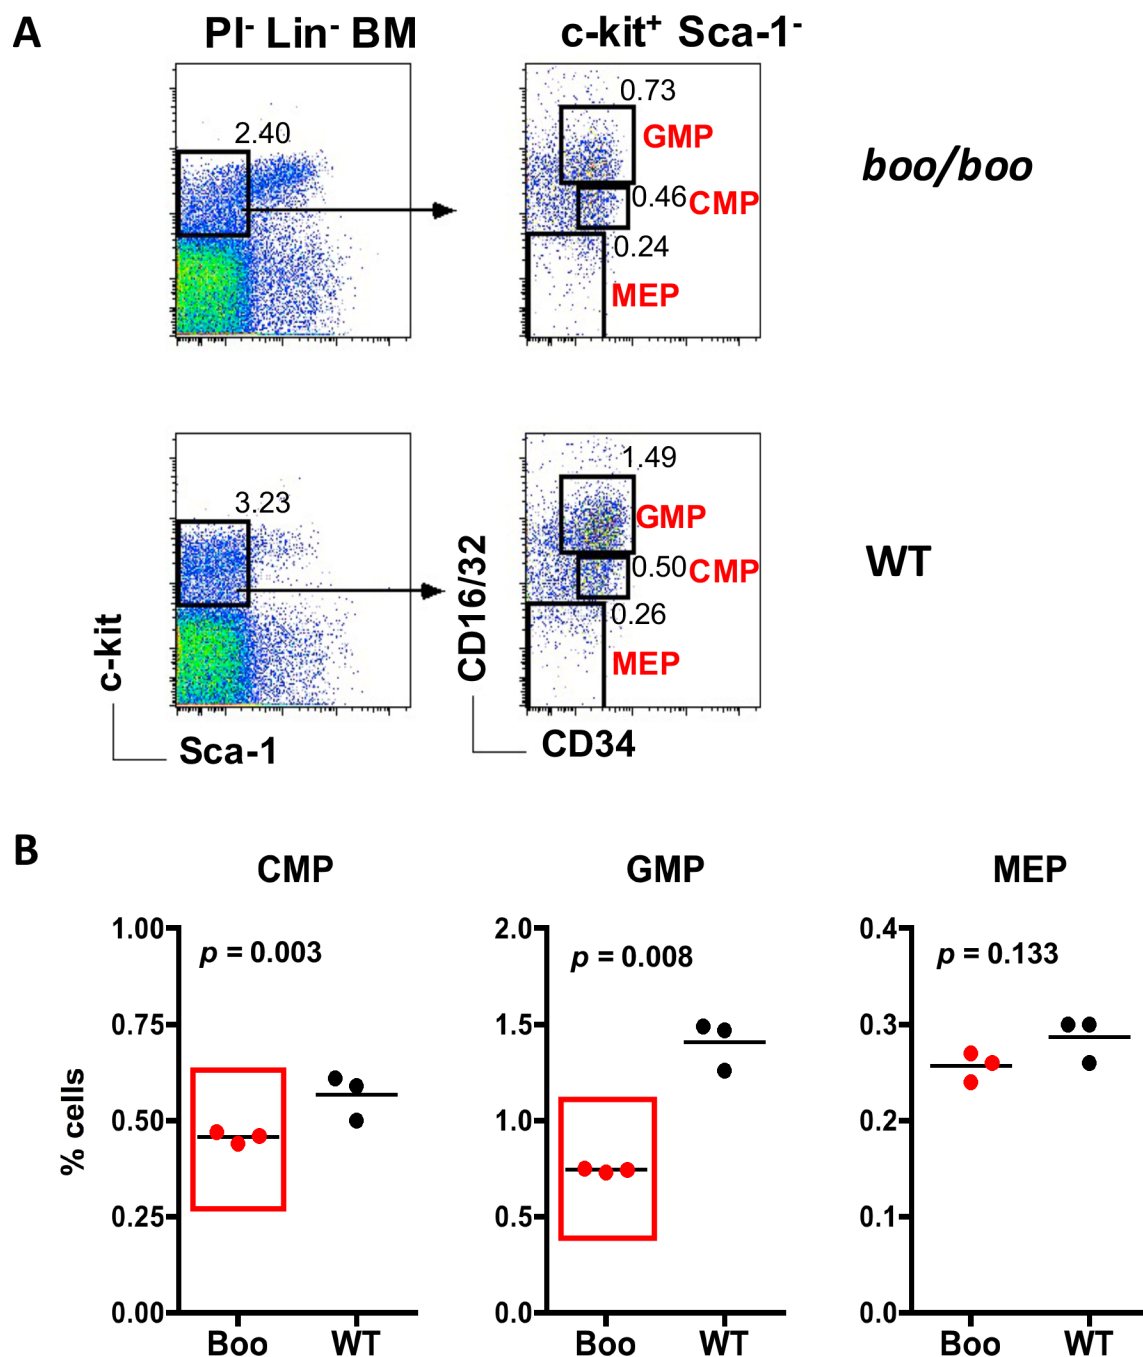 A
PI- Lin- BM
c-kit+ Sca-1-
2.40
0.73
GMP
0.46 CMP
0.24
MEP
boo/boo
3.23
1.49
GMP
0.50 CMP
0.26
MEP
WT
c-kit
Sca-1
CD16/32
CD34
B
CMP
GMP
MEP
% cells
1.00
0.75
0.50
0.25
0.00
p = 0.003
Boo
WT
2.0
1.5
1.0
0.5
0.0
p = 0.008
Boo
WT
0.4
0.3
0.2
0.1
0.0
p = 0.133
Boo
WT